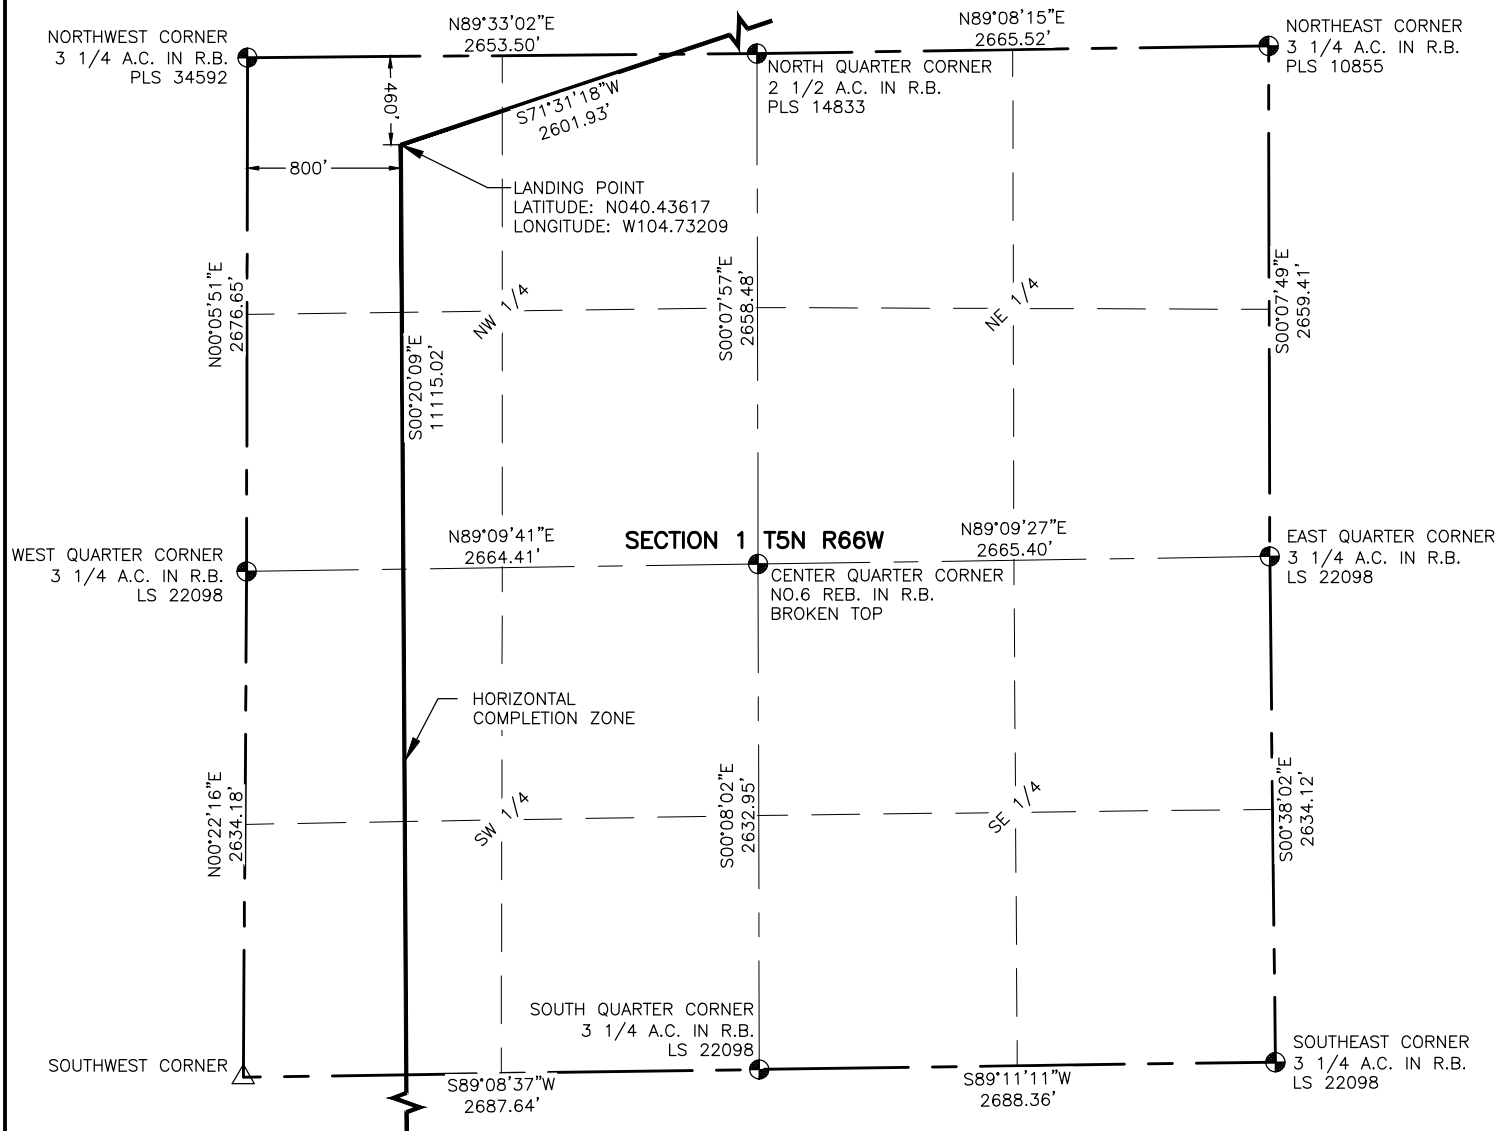 NORTHWEST CORNER
3 1/4 A.C. IN R.B.
PLS 34592
N89°33'02"E
2653.50'
N89°08'15"E
2665.52'
NORTHEAST CORNER
3 1/4 A.C. IN R.B.
PLS 10855
NORTH QUARTER CORNER
2 1/2 A.C. IN R.B.
PLS 14833
460'
S71°31'18"W
2601.93'
800'
LANDING POINT
LATITUDE: N040.43617
LONGITUDE: W104.73209
N00°05'51"E
2676.65'
NW 1/4
S00°07'57"E
2658.48'
NE 1/4
S00°07'49"E
2659.41'
S00°20'09"E
11115.02'
WEST QUARTER CORNER
3 1/4 A.C. IN R.B.
LS 22098
N89°09'41"E
2664.41'
SECTION 1 T5N R66W
N89°09'27"E
2665.40'
EAST QUARTER CORNER
3 1/4 A.C. IN R.B.
LS 22098
CENTER QUARTER CORNER
NO.6 REB. IN R.B.
BROKEN TOP
HORIZONTAL
COMPLETION ZONE
N00°22'16"E
2634.18'
SW 1/4
S00°08'02"E
2632.95'
SE 1/4
S00°38'02"E
2634.12'
SOUTH QUARTER CORNER
3 1/4 A.C. IN R.B.
LS 22098
SOUTHWEST CORNER
S89°08'37"W
2687.64'
S89°11'11"W
2688.36'
SOUTHEAST CORNER
3 1/4 A.C. IN R.B.
LS 22098